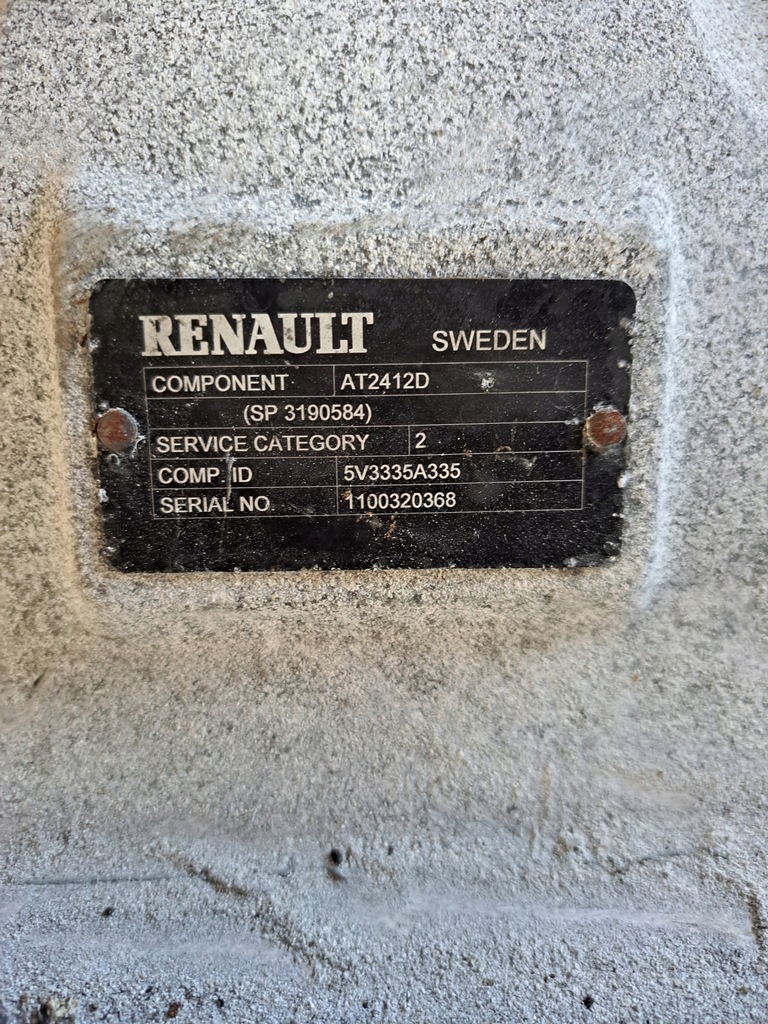 RENAULT SWEDEN
COMPONENT AT2412D
(SP 3190584)
SERVICE CATEGORY 2
COMP. ID 5V3335A335
SERIAL NO. 1100320368